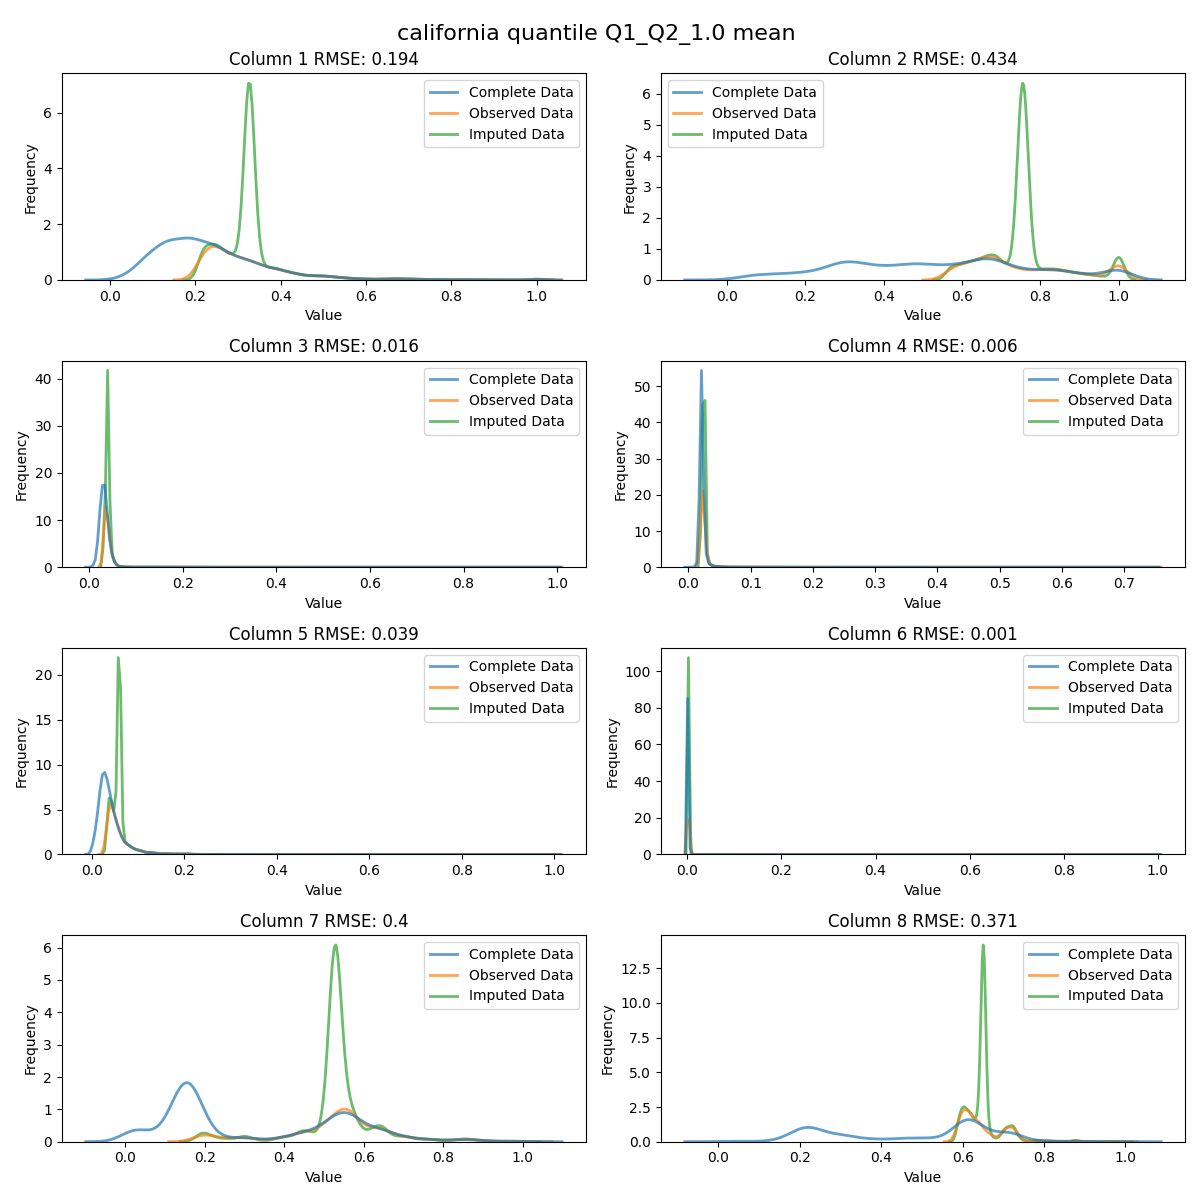 california quantile Q1_Q2_1.0 mean
Column 1 RMSE: 0.194
Frequency
6
4
2
0
0.0 0.2 0.4 0.6 0.8 1.0
Value
Complete Data
Observed Data
Imputed Data
Column 2 RMSE: 0.434
Frequency
6
5
4
3
2
1
0
0.0 0.2 0.4 0.6 0.8 1.0
Value
Complete Data
Observed Data
Imputed Data
Column 3 RMSE: 0.016
Frequency
40
30
20
10
0
0.0 0.2 0.4 0.6 0.8 1.0
Value
Complete Data
Observed Data
Imputed Data
Column 4 RMSE: 0.006
Frequency
50
40
30
20
10
0
0.0 0.1 0.2 0.3 0.4 0.5 0.6 0.7
Value
Complete Data
Observed Data
Imputed Data
Column 5 RMSE: 0.039
Frequency
20
15
10
5
0
0.0 0.2 0.4 0.6 0.8 1.0
Value
Complete Data
Observed Data
Imputed Data
Column 6 RMSE: 0.001
Frequency
100
80
60
40
20
0
0.0 0.2 0.4 0.6 0.8 1.0
Value
Complete Data
Observed Data
Imputed Data
Column 7 RMSE: 0.4
Frequency
6
5
4
3
2
1
0
0.0 0.2 0.4 0.6 0.8 1.0
Value
Complete Data
Observed Data
Imputed Data
Column 8 RMSE: 0.371
Frequency
12.5
10.0
7.5
5.0
2.5
0.0
0.0 0.2 0.4 0.6 0.8 1.0
Value
Complete Data
Observed Data
Imputed Data